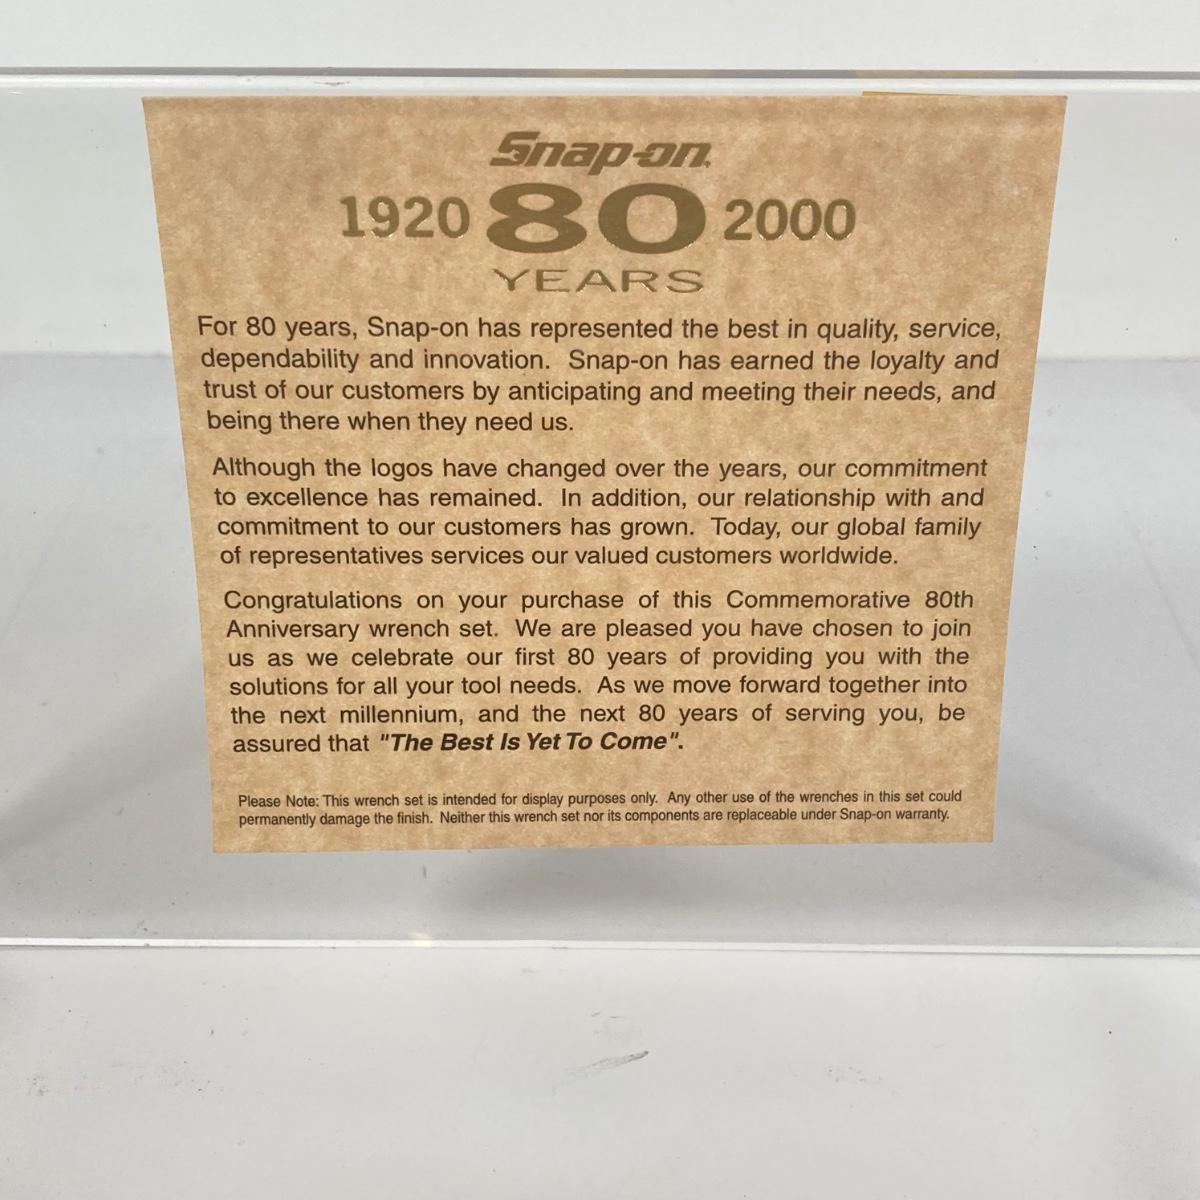 Snap-on
1920 80 2000
YEARS
For 80 years, Snap-on has represented the best in quality, service,
dependability and innovation. Snap-on has earned the loyalty and
trust of our customers by anticipating and meeting their needs, and
being there when they need us.
Although the logos have changed over the years, our commitment
to excellence has remained. In addition, our relationship with and
commitment to our customers has grown. Today, our global family
of representatives services our valued customers worldwide.
Congratulations on your purchase of this Commemorative 80th
Anniversary wrench set. We are pleased you have chosen to join
us as we celebrate our first 80 years of providing you with the
solutions for all your tool needs. As we move forward together into
the next millennium, and the next 80 years of serving you, be
assured that "The Best Is Yet To Come".
Please Note: This wrench set is intended for display purposes only. Any other use of the wrenches in this set could
permanently damage the finish. Neither this wrench set nor its components are replaceable under Snap-on warranty.